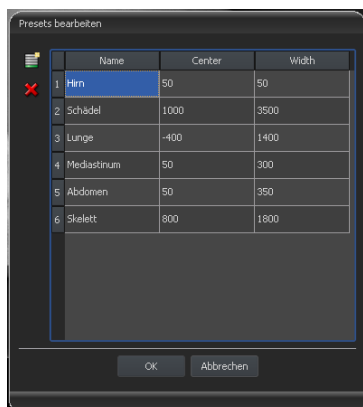 Presets bearbeiten
Name Center Width
1 Hirn 50 50
2 Schädel 1000 3500
3 Lunge -400 1400
4 Mediastinum 50 300
5 Abdomen 50 350
6 Skelett 800 1800
OK Abbrechen